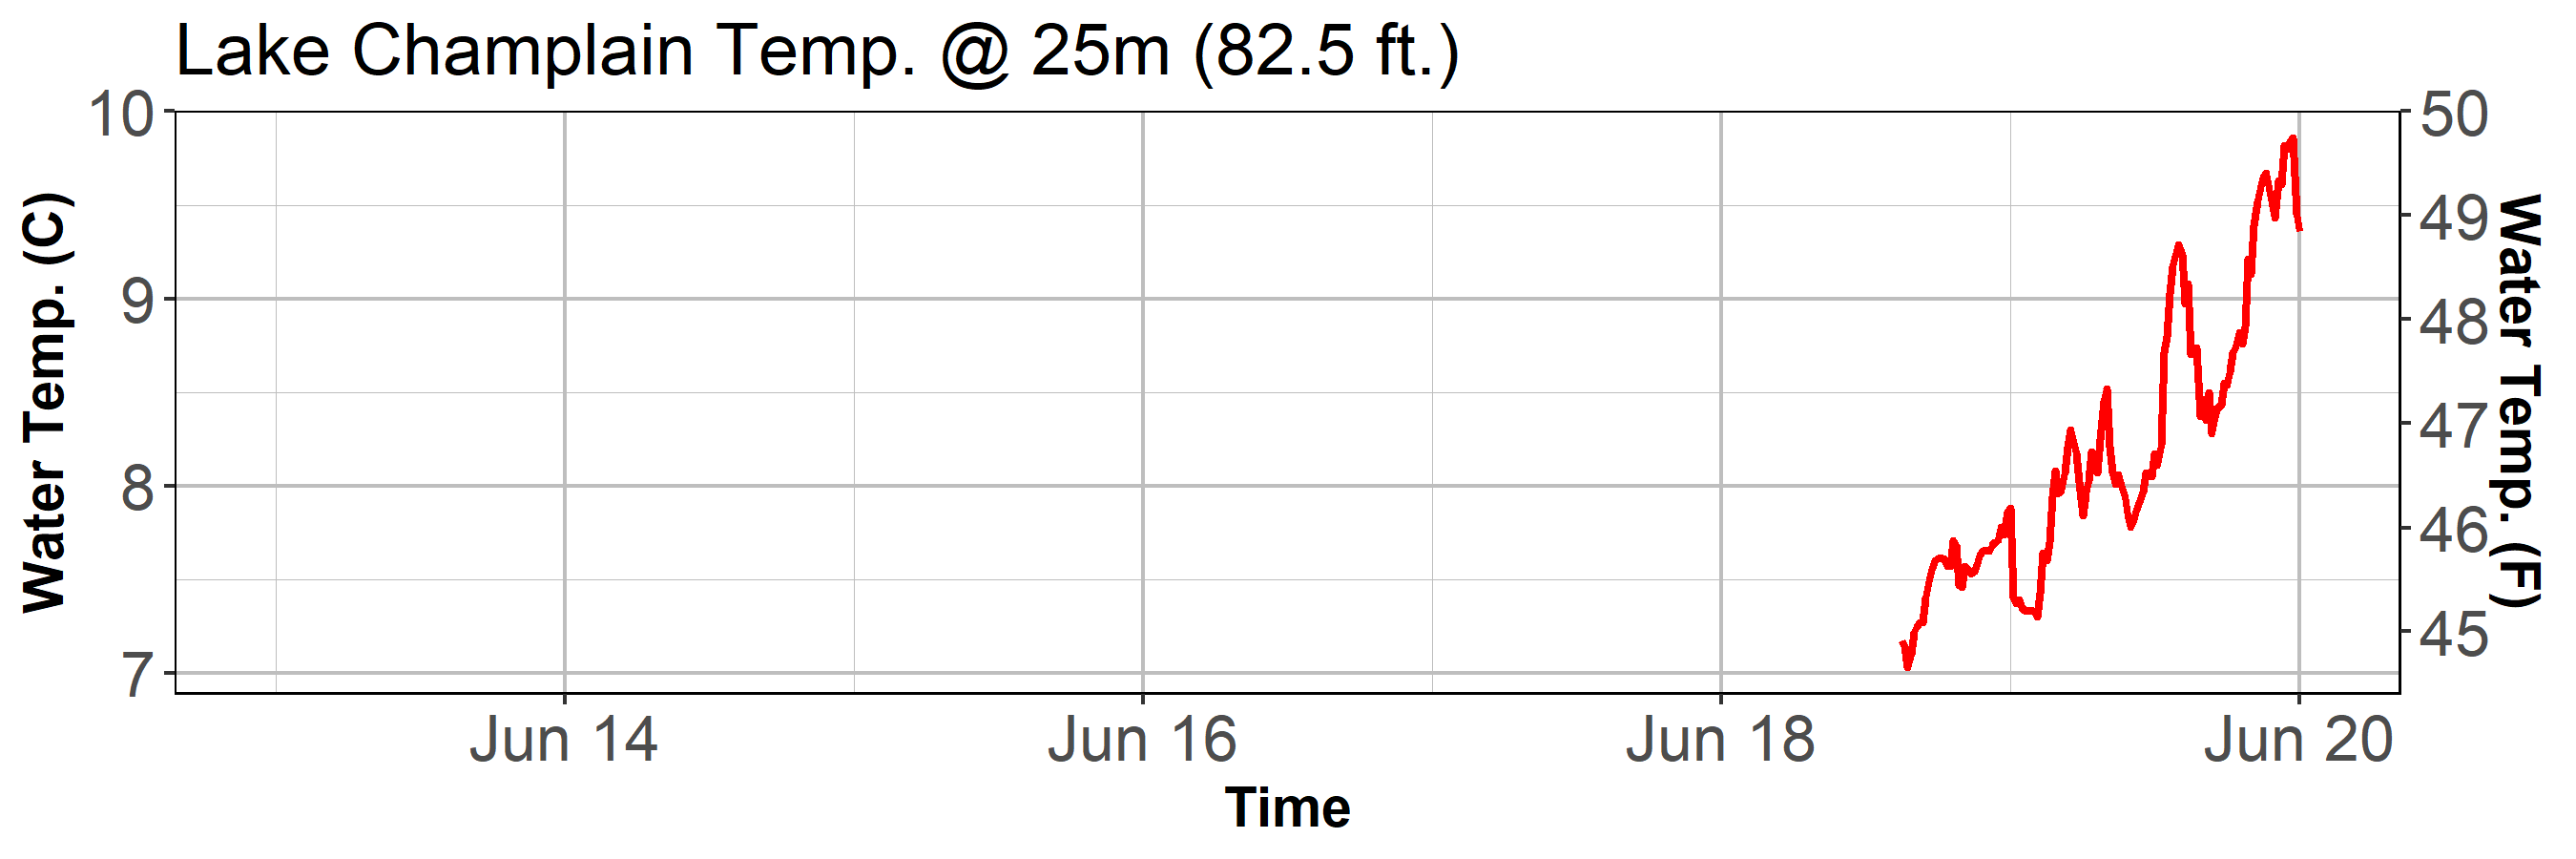 Lake Champlain Temp. @ 25m (82.5 ft.)
Water Temp. (C)
10
9
8
7
50
49
48
47
46
45
Water Temp. (F)
Jun 14
Jun 16
Jun 18
Jun 20
Time